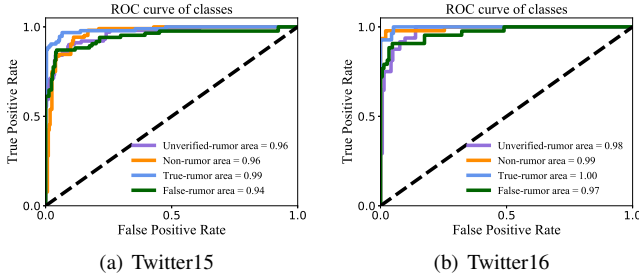 ROC curve of classes
1.0
0.5
0.0
True Positive Rate
Unverified-rumor area = 0.96
Non-rumor area = 0.96
True-rumor area = 0.99
False-rumor area = 0.94
0.0 0.5 1.0
False Positive Rate
(a) Twitter15
ROC curve of classes
1.0
0.5
0.0
True Positive Rate
Unverified-rumor area = 0.98
Non-rumor area = 0.99
True-rumor area = 1.00
False-rumor area = 0.97
0.0 0.5 1.0
False Positive Rate
(b) Twitter16